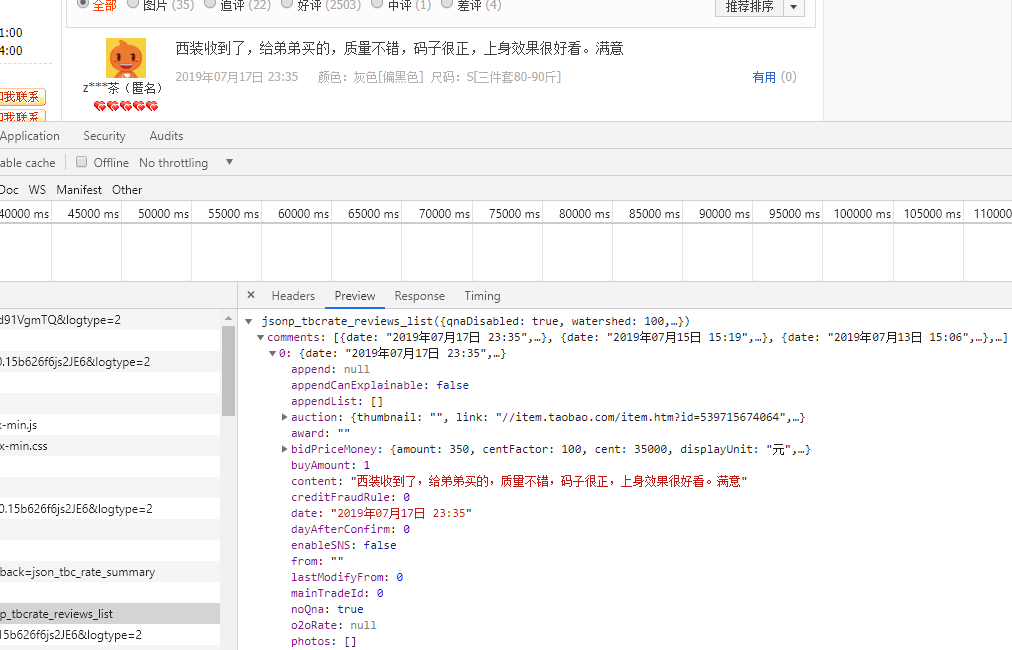 全部 图片 (35) 追评 (22) 好评 (2503) 中评 (1) 差评 (4) 推荐排序
1:00
4:00
西装收到了，给弟弟买的，质量不错，码子很正，上身效果很好看。满意
2019年07月17日 23:35 颜色：灰色[偏黑色] 尺码：S[三件套80-90斤] 有用 (0)
z***茶（匿名）
和我联系
和我联系
Application Security Audits
able cache Offline No throttling
Doc WS Manifest Other
40000 ms 45000 ms 50000 ms 55000 ms 60000 ms 65000 ms 70000 ms 75000 ms 80000 ms 85000 ms 90000 ms 95000 ms 100000 ms 105000 ms 110000
× Headers Preview Response Timing
d91VgmTQ&logtype=2
0.15b626f6js2JE6&logtype=2
x-min.js
x-min.css
0.15b626f6js2JE6&logtype=2
back=json_tbc_rate_summary
p_tbcrate_reviews_list
15b626f6js2JE6&logtype=2
jsonp_tbcrate_reviews_list({qnaDisabled: true, watershed: 100,…})
comments: [{date: "2019年07月17日 23:35",…}, {date: "2019年07月15日 15:19",…}, {date: "2019年07月13日 15:06",…},…]
0: {date: "2019年07月17日 23:35",…}
append: null
appendCanExplainable: false
appendList: []
auction: {thumbnail: "", link: "//item.taobao.com/item.htm?id=539715674064",…}
award: ""
bidPriceMoney: {amount: 350, centFactor: 100, cent: 35000, displayUnit: "元",…}
buyAmount: 1
content: "西装收到了，给弟弟买的，质量不错，码子很正，上身效果很好看。满意"
creditFraudRule: 0
date: "2019年07月17日 23:35"
dayAfterConfirm: 0
enableSNS: false
from: ""
lastModifyFrom: 0
mainTradeId: 0
noQna: true
o2oRate: null
photos: []